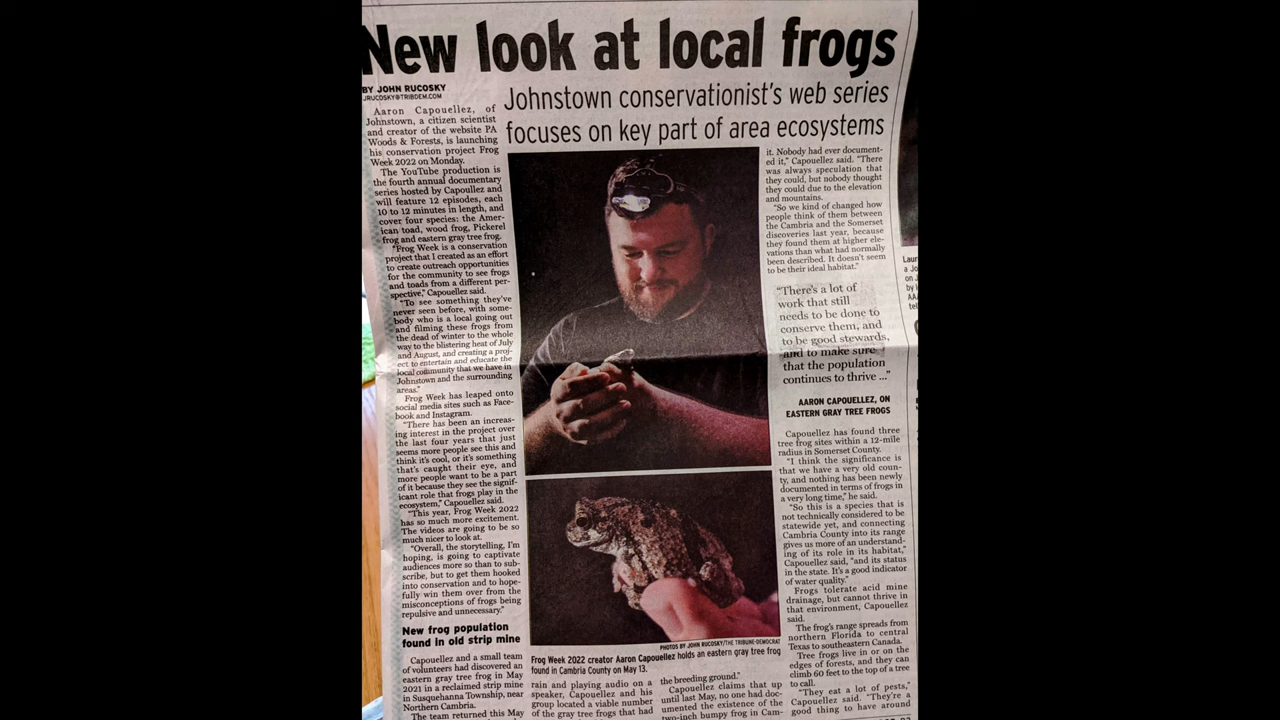 New look at local frogs
BY JOHN RUCOSKY
JRUCOSKY@TRIBDEM.COM
Johnstown conservationist's web series
focuses on key part of area ecosystems
Aaron Capouellez, of
Johnstown, a citizen scientist
and creator of the website PA
Woods & Forests, is launching
his conservation project Frog
Week 2022 on Monday.
The YouTube production is
the fourth annual documentary
series hosted by Capoullez and
will feature 12 episodes, each
10 to 12 minutes in length, and
cover four species: the Amer-
ican toad, wood frog, Pickerel
frog and eastern gray tree frog.
"Frog Week is a conservation
project that I created as an effort
to create outreach opportunities
for the community to see frogs
and toads from a different per-
spective," Capouellez said.
"To see something they've
never seen before, with some-
body who is a local going out
and filming these frogs from
the dead of winter to the whole
way to the blistering heat of July
and August, and creating a proj-
ect to entertain and educate the
local community that we have in
Johnstown and the surrounding
areas."
Frog Week has leaped onto
social media sites such as Face-
book and Instagram.
"There has been an increas-
ing interest in the project over
the last four years that just
seems more people see this and
think it's cool, or it's something
that's caught their eye, and
more people want to be a part
of it because they see the signif-
icant role that frogs play in the
ecosystem," Capouellez said.
"This year, Frog Week 2022
has so much more excitement.
The videos are going to be so
much nicer to look at.
"Overall, the storytelling, I'm
hoping, is going to captivate
audiences more so than to sub-
scribe, but to get them hooked
into conservation and to hope-
fully win them over from the
misconceptions of frogs being
repulsive and unnecessary."
New frog population
found in old strip mine
Capouellez and a small team
of volunteers had discovered an
eastern gray tree frog in May
2021 in a reclaimed strip mine
in Susquehanna Township, near
Northern Cambria.
The team returned this May
PHOTOS BY JOHN RUCOSKY/THE TRIBUNE-DEMOCRAT
Frog Week 2022 creator Aaron Capouellez holds an eastern gray tree frog
found in Cambria County on May 13.
rain and playing audio on a
speaker, Capouellez and his
group located a viable number
of the gray tree frogs that had
the breeding ground."
Capouellez claims that up
until last May, no one had doc-
umented the existence of the
two-inch bumpy frog in Cam-
it. Nobody had ever document-
ed it," Capouellez said. "There
was always speculation that
they could, but nobody thought
they could due to the elevation
and mountains.
"So we kind of changed how
people think of them between
the Cambria and the Somerset
discoveries last year, because
they found them at higher ele-
vations than what had normally
been described. It doesn't seem
to be their ideal habitat."
"There's a lot of
work that still
needs to be done to
conserve them, and
to be good stewards,
and to make sure
that the population
continues to thrive ..."
AARON CAPOUELLEZ, ON
EASTERN GRAY TREE FROGS
Capouellez has found three
tree frog sites within a 12-mile
radius in Somerset County.
"I think the significance is
that we have a very old coun-
ty, and nothing has been newly
documented in terms of frogs in
a very long time," he said.
"So this is a species that is
not technically considered to be
statewide yet, and connecting
Cambria County into its range
gives us more of an understand-
ing of its role in its habitat,"
Capouellez said, "and its status
in the state. It's a good indicator
of water quality."
Frogs tolerate acid mine
drainage, but cannot thrive in
that environment, Capouellez
said.
The frog's range spreads from
northern Florida to central
Texas to southeastern Canada.
Tree frogs live in or on the
edges of forests, and they can
climb 60 feet to the top of a tree
to call.
"They eat a lot of pests,"
Capouellez said. "They're a
good thing to have around
Laur
a Jo
on J
by l
AA
tel